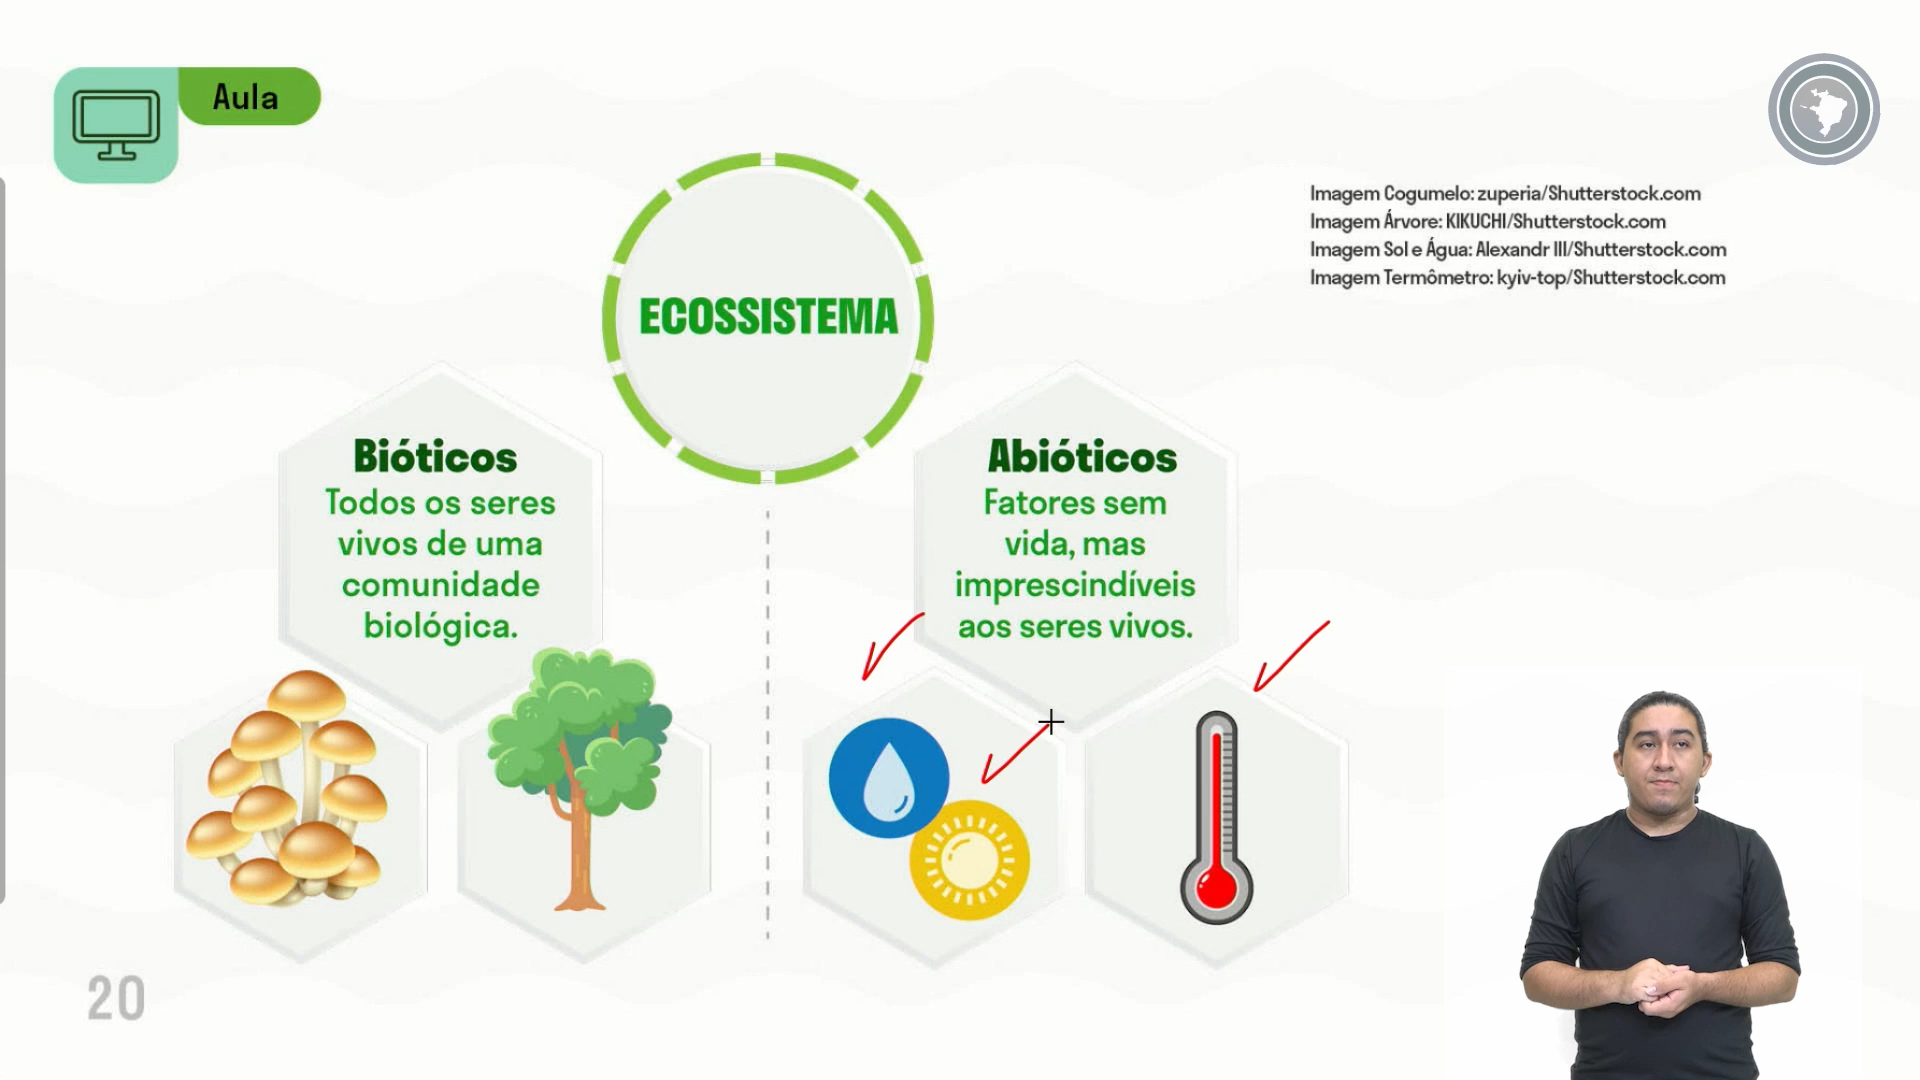 Aula
Imagem Cogumelo: zuperia/Shutterstock.com
Imagem Árvore: KIKUCHI/Shutterstock.com
Imagem Sol e Água: Alexandr III/Shutterstock.com
Imagem Termômetro: kyiv-top/Shutterstock.com
ECOSSISTEMA
Bióticos
Todos os seres
vivos de uma
comunidade
biológica.
Abióticos
Fatores sem
vida, mas
imprescindíveis
aos seres vivos.
20